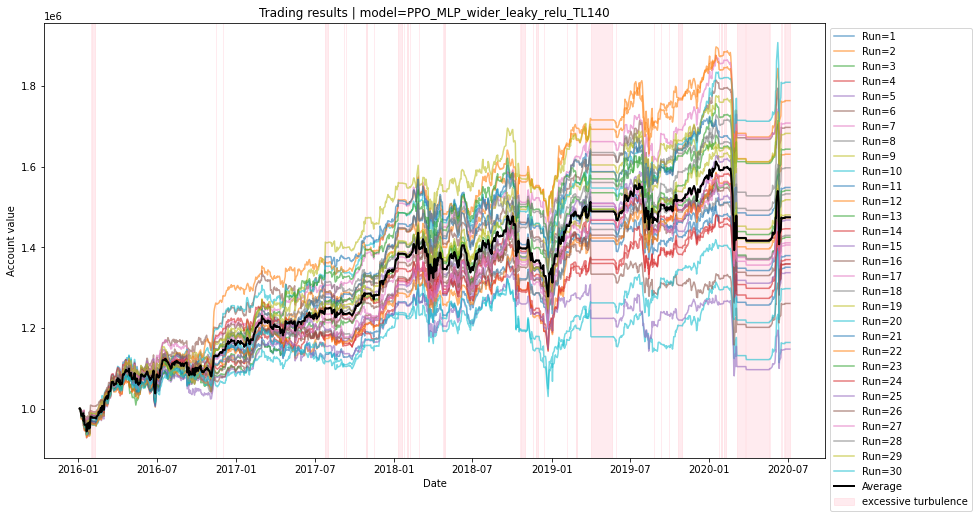 Trading results | model=PPO_MLP_wider_leaky_relu_TL140
1e6
1.8
1.6
1.4
1.2
1.0
Account value
2016-01 2016-07 2017-01 2017-07 2018-01 2018-07 2019-01 2019-07 2020-01 2020-07
Date
Run=1
Run=2
Run=3
Run=4
Run=5
Run=6
Run=7
Run=8
Run=9
Run=10
Run=11
Run=12
Run=13
Run=14
Run=15
Run=16
Run=17
Run=18
Run=19
Run=20
Run=21
Run=22
Run=23
Run=24
Run=25
Run=26
Run=27
Run=28
Run=29
Run=30
Average
excessive turbulence